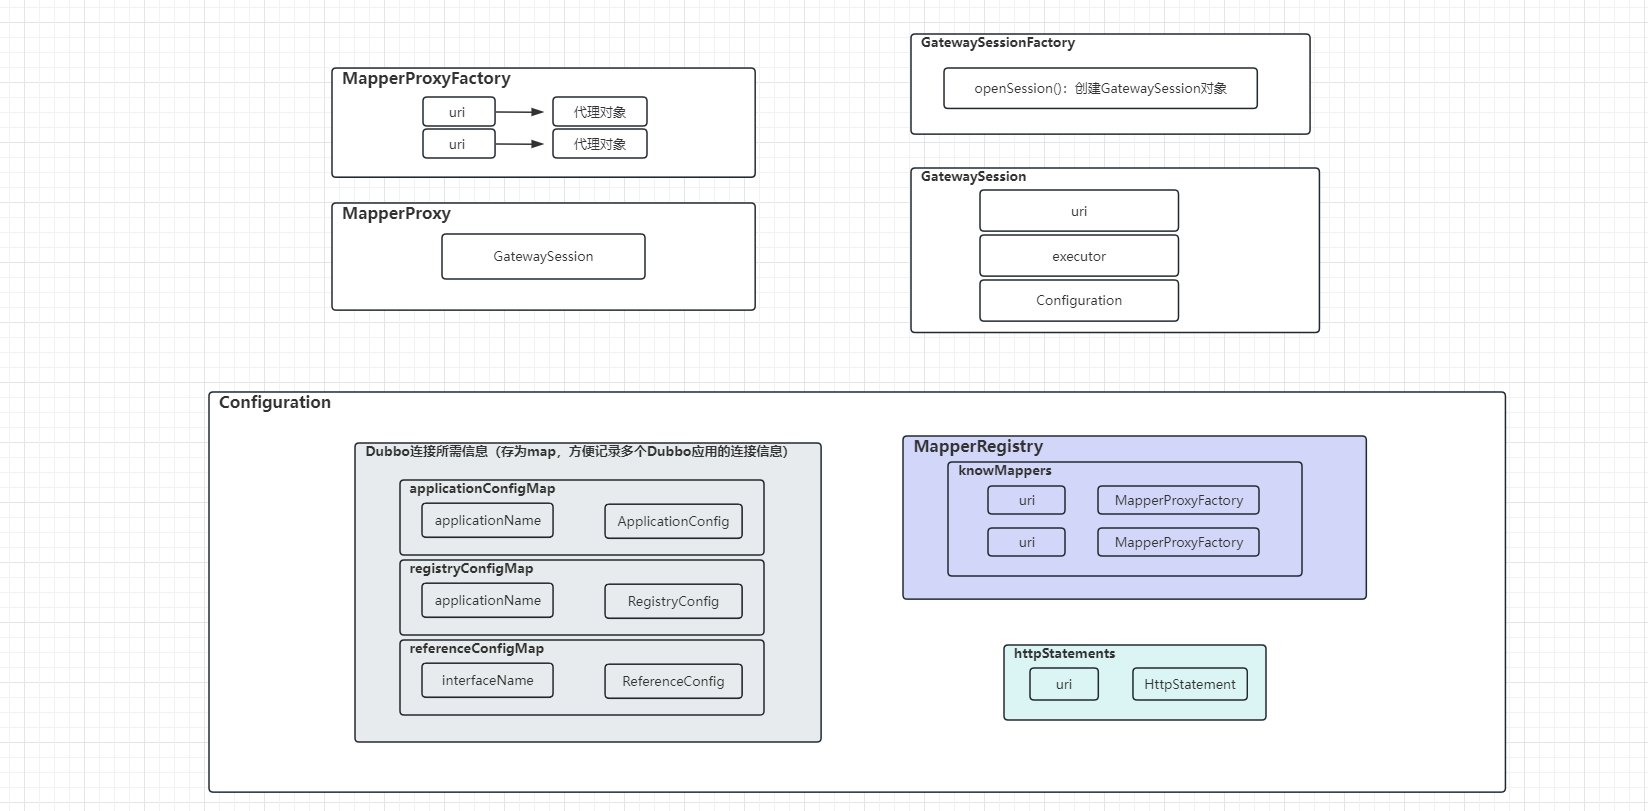 MapperProxyFactory
uri
代理对象
uri
代理对象
MapperProxy
GatewaySession
GatewaySessionFactory
openSession()：创建GatewaySession对象
GatewaySession
uri
executor
Configuration
Configuration
Dubbo连接所需信息（存为map，方便记录多个Dubbo应用的连接信息）
applicationConfigMap
applicationName
ApplicationConfig
registryConfigMap
applicationName
RegistryConfig
referenceConfigMap
interfaceName
ReferenceConfig
MapperRegistry
knowMappers
uri
MapperProxyFactory
uri
MapperProxyFactory
httpStatements
uri
HttpStatement